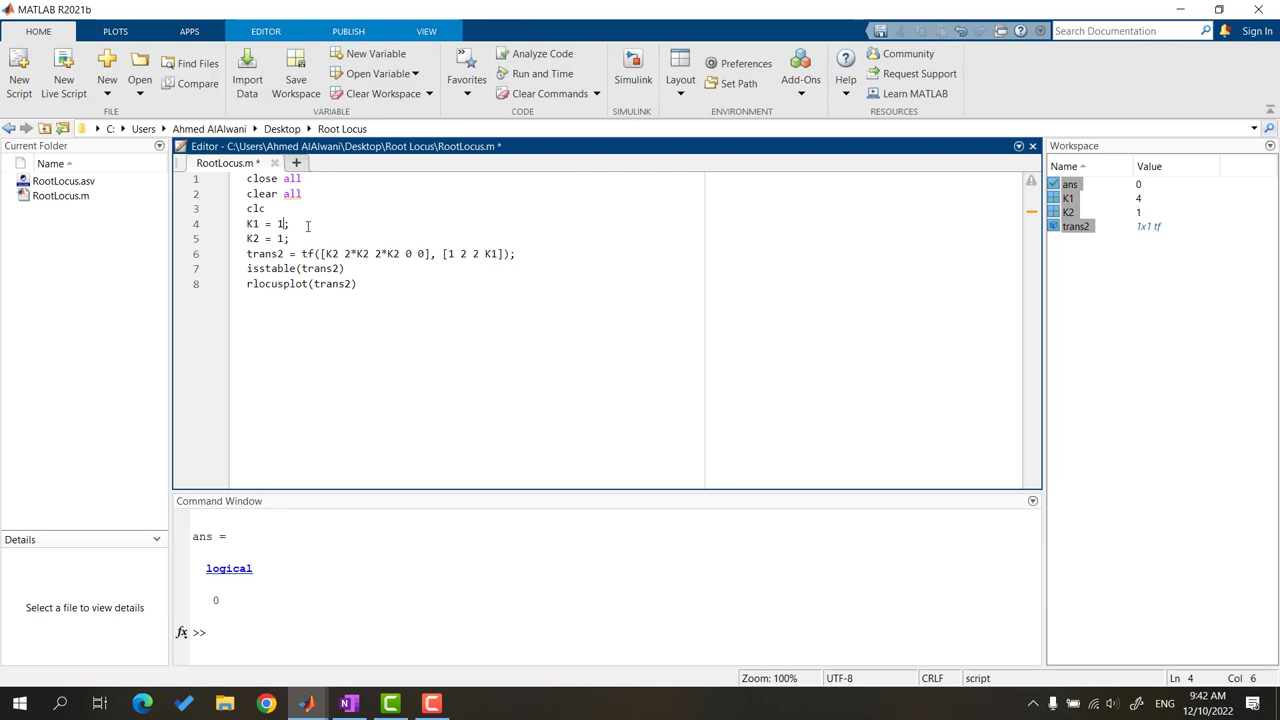 MATLAB R2021b
HOME
PLOTS
APPS
EDITOR
PUBLISH
VIEW
Search Documentation
Sign In
New Script
New Live Script
New
Open
Find Files
Compare
FILE
Import Data
Save Workspace
New Variable
Open Variable
Clear Workspace
VARIABLE
Favorites
Analyze Code
Run and Time
Clear Commands
CODE
Simulink
SIMULINK
Layout
Preferences
Set Path
ENVIRONMENT
Add-Ons
Help
Community
Request Support
Learn MATLAB
RESOURCES
C:
Users
Ahmed AlAlwani
Desktop
Root Locus
Current Folder
Name
RootLocus.asv
RootLocus.m
Details
Select a file to view details
Editor - C:\Users\Ahmed AlAlwani\Desktop\Root Locus\RootLocus.m *
RootLocus.m *
1 close all
2 clear all
3 clc
4 K1 = 1;
5 K2 = 1;
6 trans2 = tf([K2 2*K2 2*K2 0 0], [1 2 2 K1]);
7 isstable(trans2)
8 rlocusplot(trans2)
Command Window
ans =
logical
0
fx >>
Workspace
Name Value
ans 0
K1 4
K2 1
trans2 1x1 tf
Zoom: 100% UTF-8 CRLF script Ln 4 Col 6
ENG
9:42 AM
12/10/2022